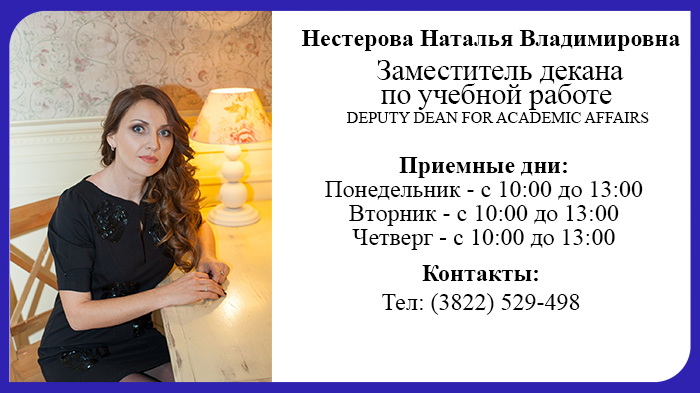 Нестерова Наталья Владимировна
Заместитель декана
по учебной работе
DEPUTY DEAN FOR ACADEMIC AFFAIRS
Приемные дни:
Понедельник - с 10:00 до 13:00
Вторник - с 10:00 до 13:00
Четверг - с 10:00 до 13:00
Контакты:
Тел: (3822) 529-498